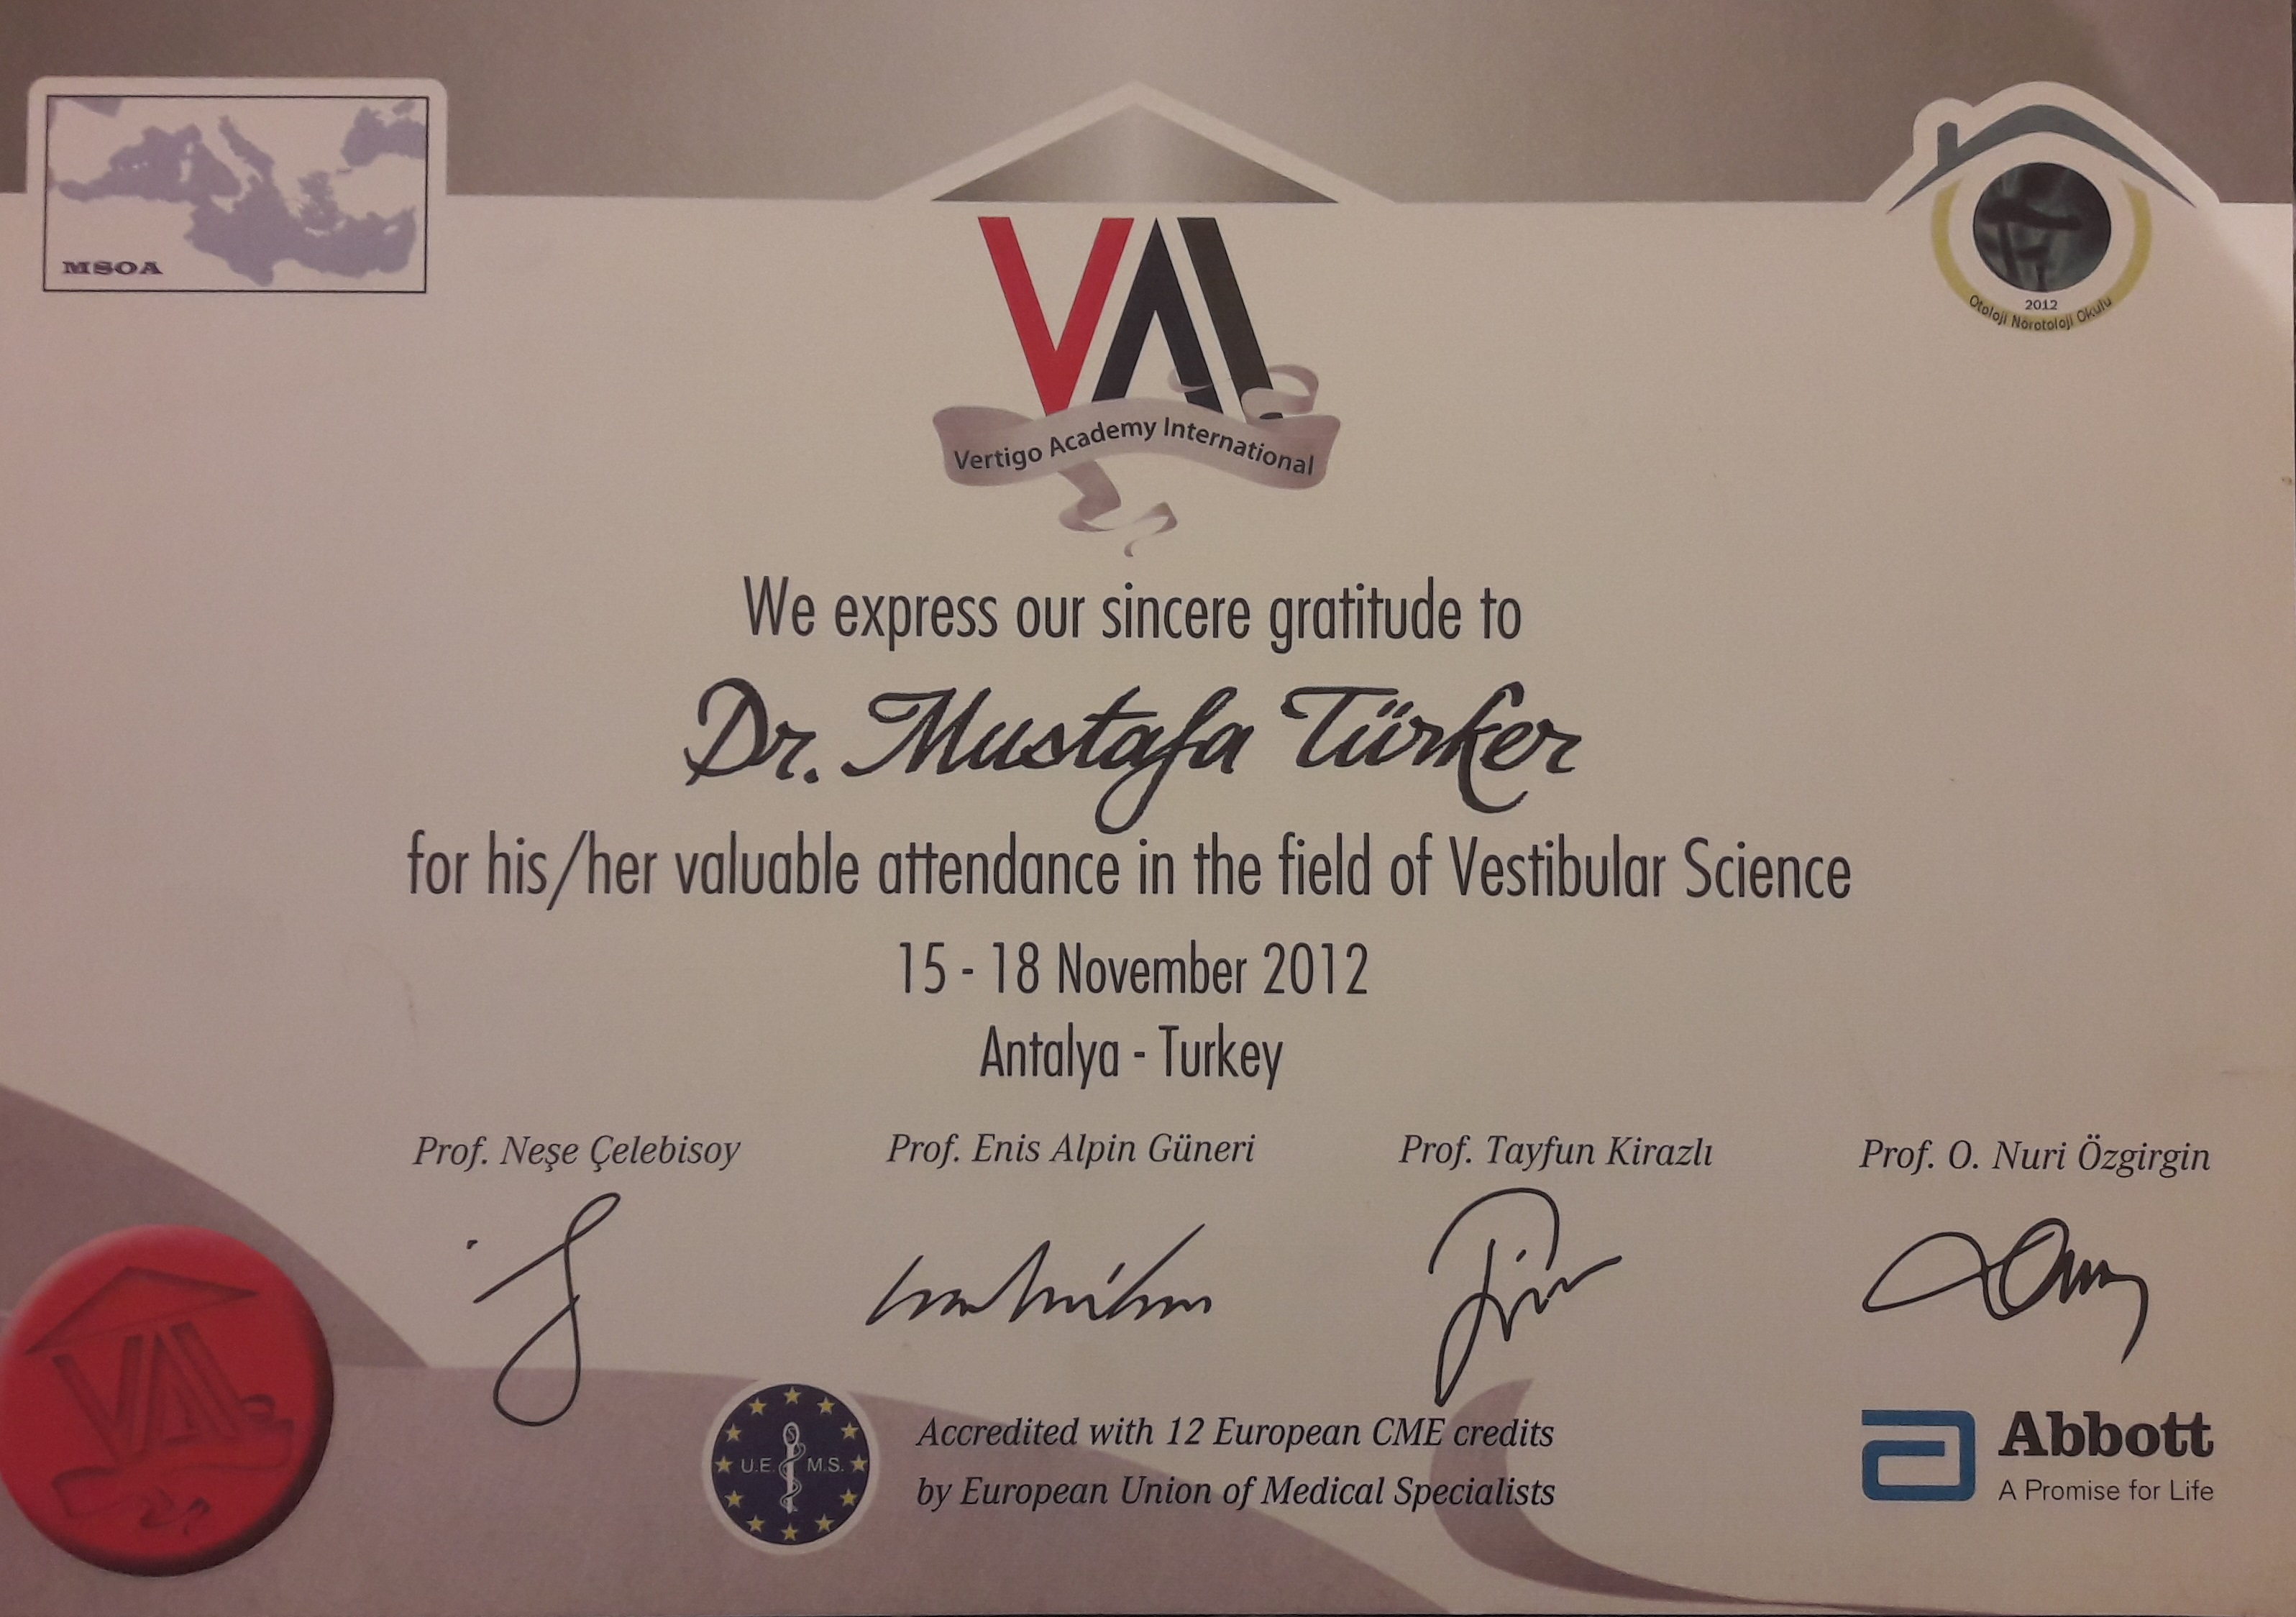 MSOA
2012
Otoloji Nörotoloji Okulu
VAI
Vertigo Academy International
We express our sincere gratitude to
Dr. Mustafa Türker
for his/her valuable attendance in the field of Vestibular Science
15 - 18 November 2012
Antalya - Turkey
Prof. Neşe Çelebisoy
Prof. Enis Alpin Güneri
Prof. Tayfun Kirazlı
Prof. O. Nuri Özgirgin
VAI
U.E.M.S.
Accredited with 12 European CME credits
by European Union of Medical Specialists
Abbott
A Promise for Life